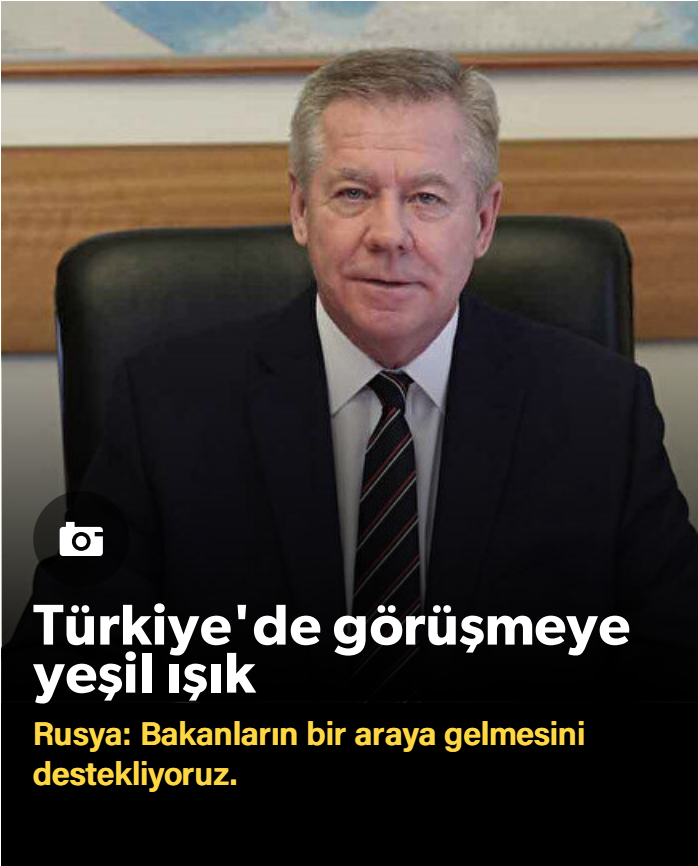 Türkiye'de görüşmeye
yeşil ışık
Rusya: Bakanların bir araya gelmesini
destekliyoruz.